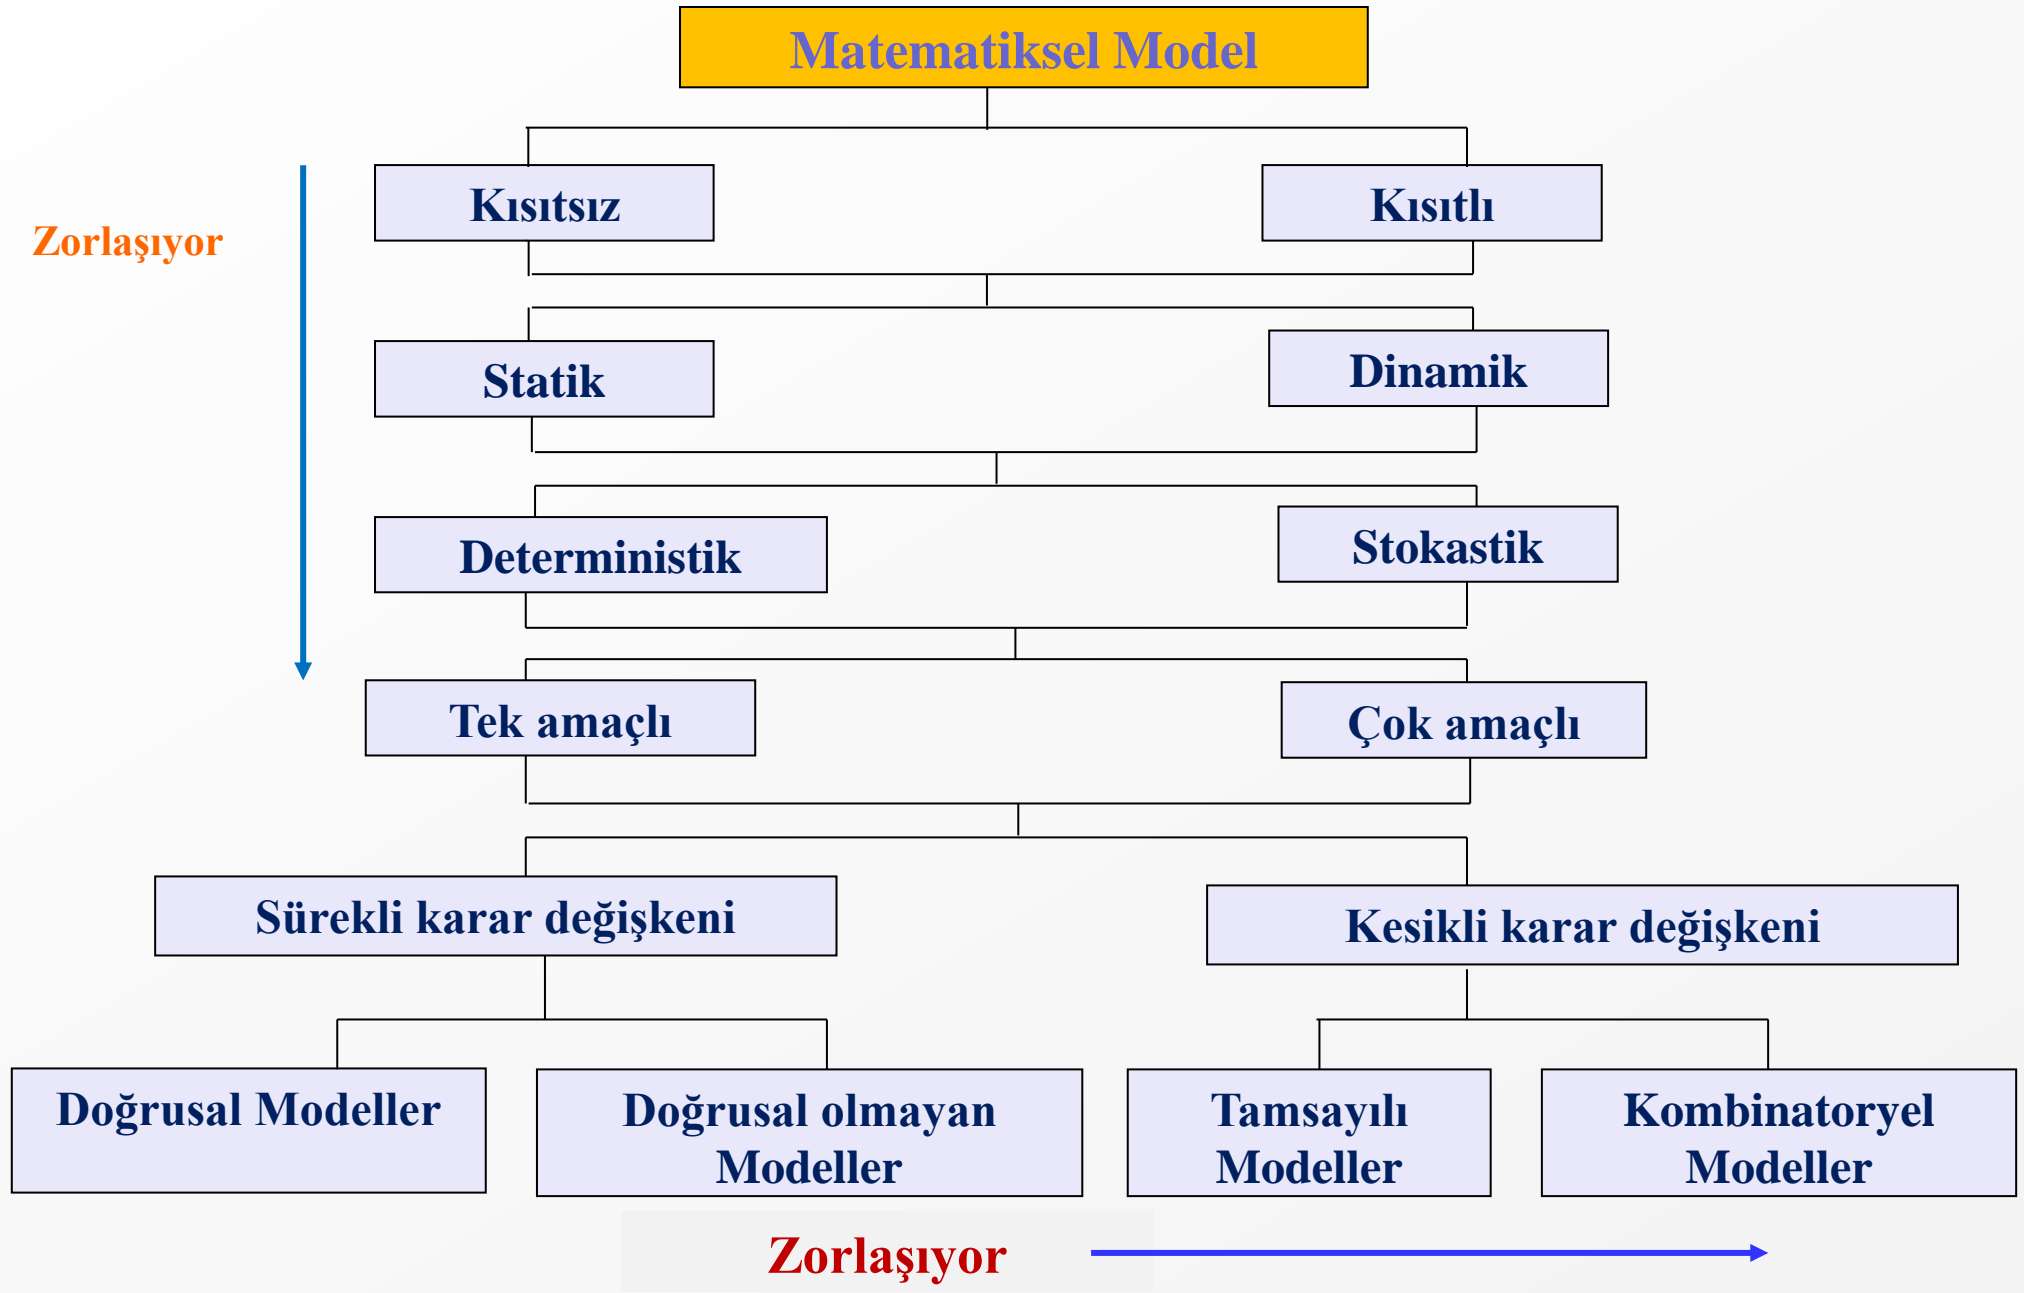 Matematiksel Model
Kısıtsız
Kısıtlı
Zorlaşıyor
Statik
Dinamik
Deterministik
Stokastik
Tek amaçlı
Çok amaçlı
Sürekli karar değişkeni
Kesikli karar değişkeni
Doğrusal Modeller
Doğrusal olmayan
Modeller
Tamsayılı
Modeller
Kombinatoryel
Modeller
Zorlaşıyor